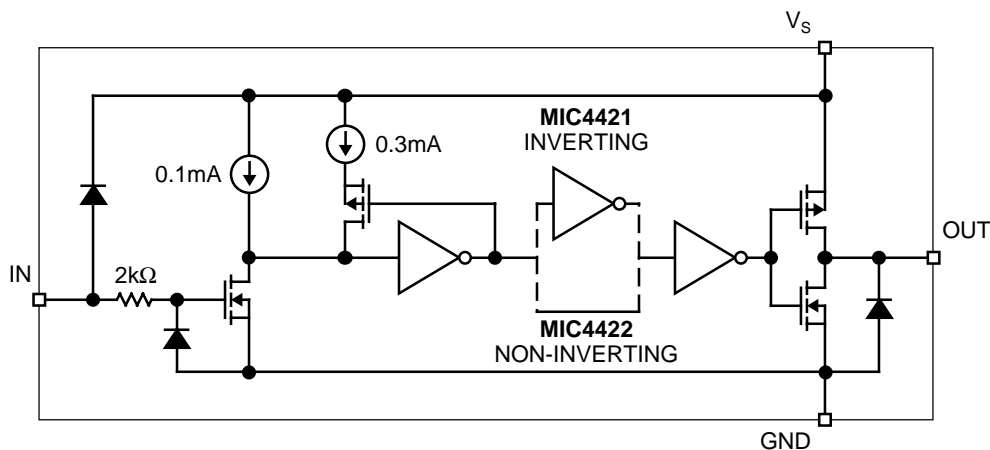 V_S
MIC4421
INVERTING
0.3mA
0.1mA
OUT
IN
2kΩ
MIC4422
NON-INVERTING
GND